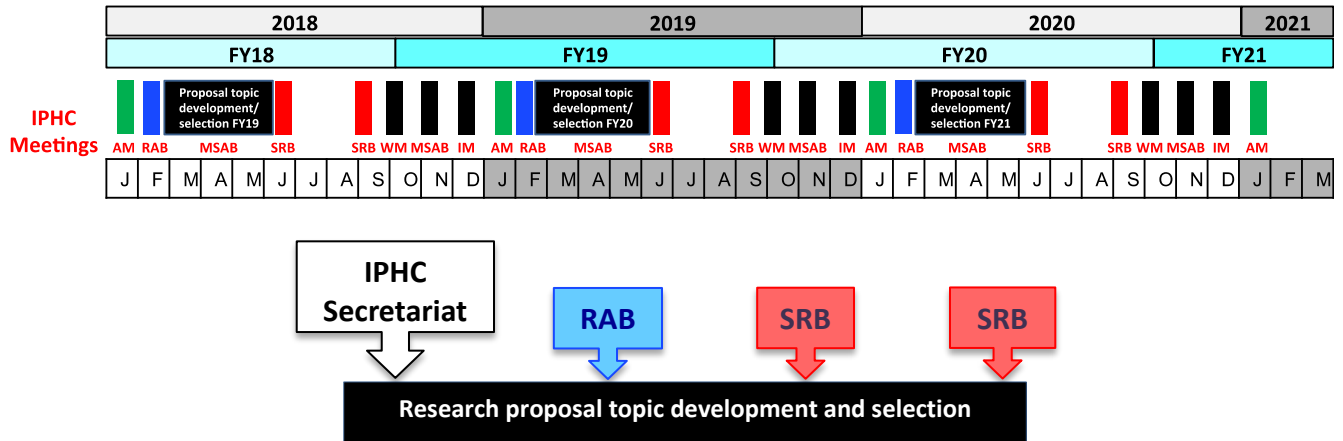 2018 2019 2020 2021
FY18 FY19 FY20 FY21
IPHC
Meetings
Proposal topic
development/
selection FY19
Proposal topic
development/
selection FY20
Proposal topic
development/
selection FY21
AM RAB MSAB SRB SRB WM MSAB IM AM RAB MSAB SRB SRB WM MSAB IM AM RAB MSAB SRB SRB WM MSAB IM AM
J F M A M J J A S O N D J F M A M J J A S O N D J F M A M J J A S O N D J F M
IPHC
Secretariat
RAB
SRB
SRB
Research proposal topic development and selection